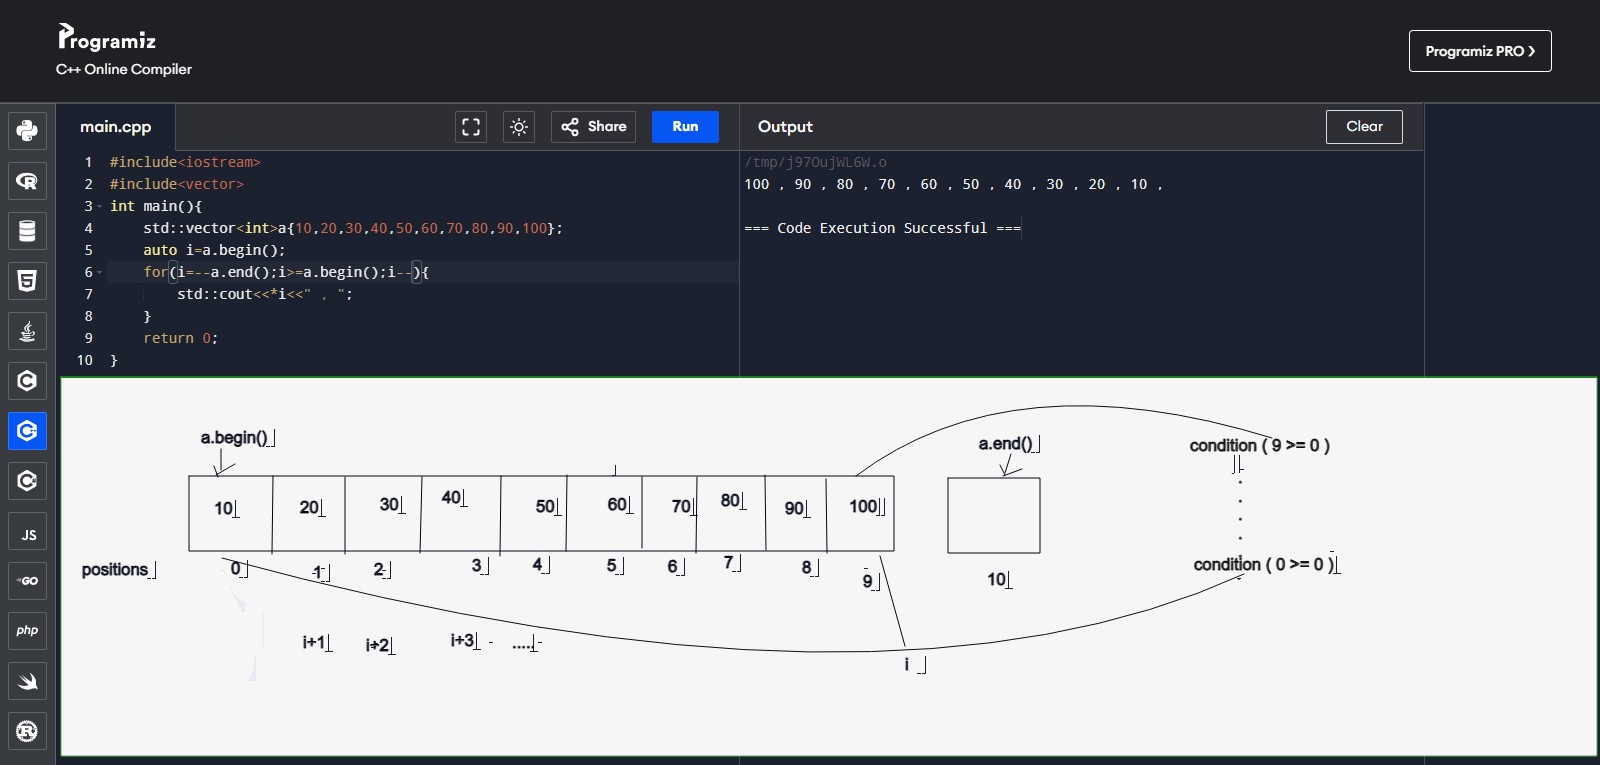 Programiz
C++ Online Compiler
Programiz PRO ❯
main.cpp
Share
Run
Output
Clear
1 #include<iostream>
2 #include<vector>
3 int main(){
4 std::vector<int>a{10,20,30,40,50,60,70,80,90,100};
5 auto i=a.begin();
6 for(i=--a.end();i>=a.begin();i--){
7 std::cout<<*i<<" , ";
8 }
9 return 0;
10 }
/tmp/j97OujWL6W.o
100 , 90 , 80 , 70 , 60 , 50 , 40 , 30 , 20 , 10 ,
=== Code Execution Successful ===
JS
GO
php
a.begin()
a.end()
condition ( 9 >= 0 )
10 20 30 40 50 60 70 80 90 100
. . . .
condition ( 0 >= 0 )
positions 0 1 2 3 4 5 6 7 8 9 10
i+1 i+2 i+3 .....
i